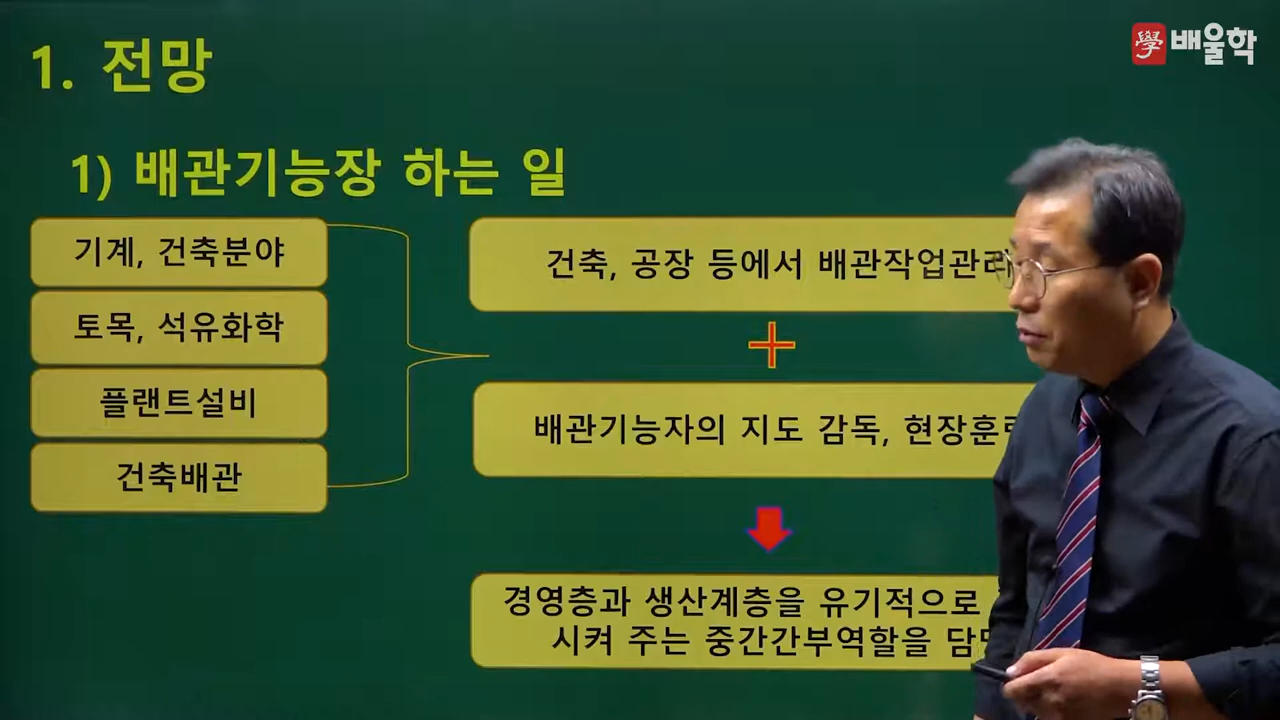 1. 전망
學 배울학
1) 배관기능장 하는 일
기계, 건축분야
토목, 석유화학
플랜트설비
건축배관
건축, 공장 등에서 배관작업관리
배관기능자의 지도 감독,
경영층과 생산계층을 유기적으로
시켜 주는 중간간부역할을